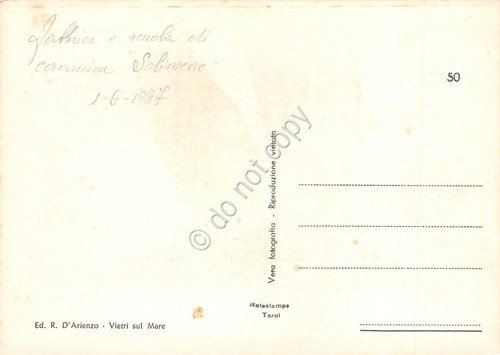 Fabbrica e scuola di
ceramica "Solimene"
1-6-1997
50
Vera fotografia - Riproduzione vietata
© do not copy
Rotostampa
Terni
Ed. R. D'Arienzo - Vietri sul Mare